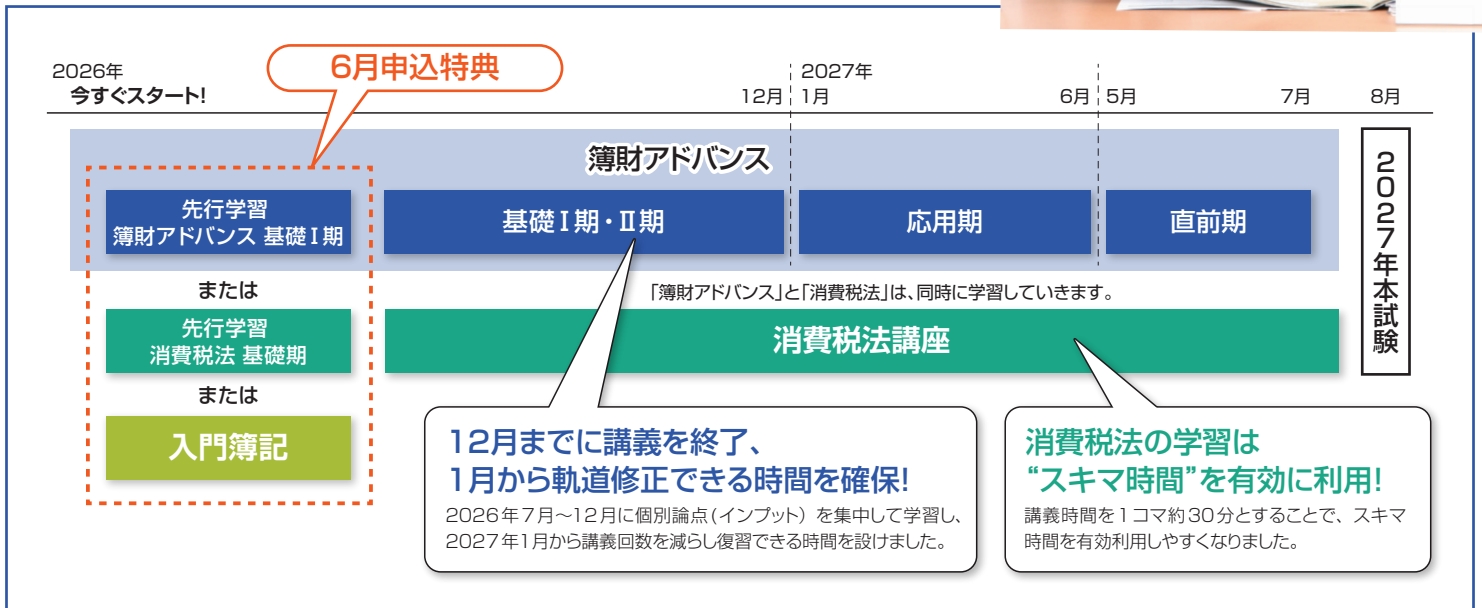 6月申込特典
2026年
今すぐスタート!
12月
2027年
1月
6月
5月
7月
8月
簿財アドバンス
先行学習
簿財アドバンス 基礎Ⅰ期
基礎Ⅰ期・Ⅱ期
応用期
直前期
2027年本試験
または
「簿財アドバンス」と「消費税法」は、同時に学習していきます。
先行学習
消費税法 基礎期
消費税法講座
または
入門簿記
12月までに講義を終了、
1月から軌道修正できる時間を確保!
2026年7月～12月に個別論点(インプット)を集中して学習し、
2027年1月から講義回数を減らし復習できる時間を設けました。
消費税法の学習は
“スキマ時間”を有効に利用!
講義時間を1コマ約30分とすることで、スキマ
時間を有効利用しやすくなりました。